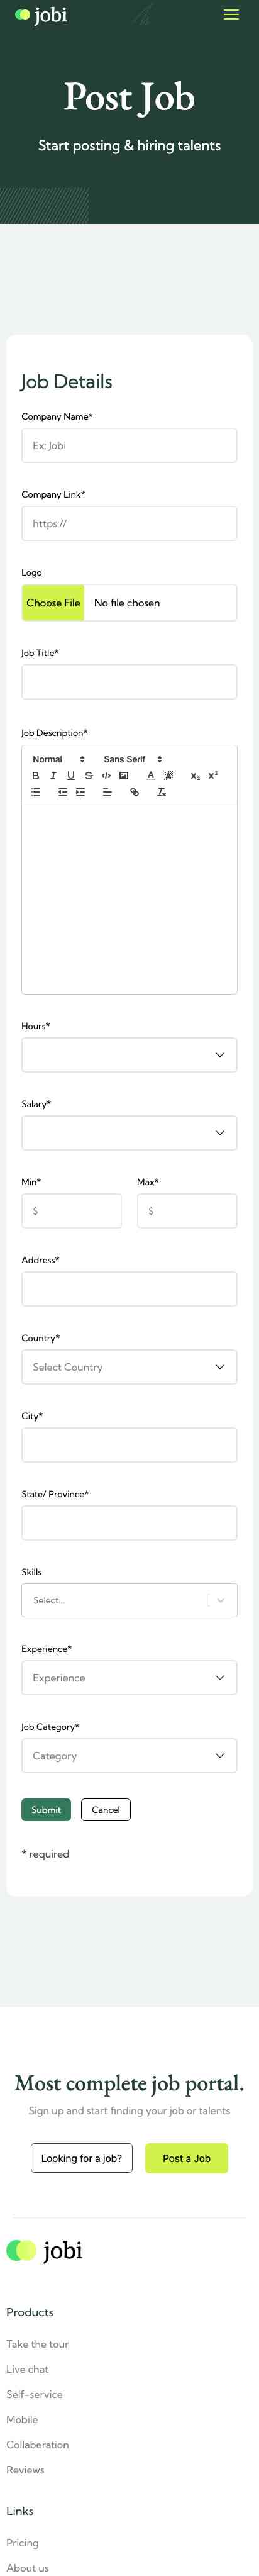 jobi
Post Job
Start posting & hiring talents
Job Details
Company Name*
Ex: Jobi
Company Link*
https://
Logo
Choose File No file chosen
Job Title*
Job Description*
Normal Sans Serif
Hours*
Salary*
Min* Max*
$ $
Address*
Country*
Select Country
City*
State/ Province*
Skills
Select...
Experience*
Experience
Job Category*
Category
Submit Cancel
* required
Most complete job portal.
Sign up and start finding your job or talents
Looking for a job? Post a Job
jobi
Products
Take the tour
Live chat
Self-service
Mobile
Collaberation
Reviews
Links
Pricing
About us